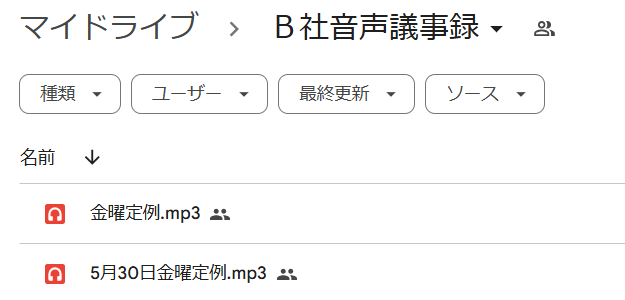 マイドライブ > B社音声議事録
種類 ユーザー 最終更新 ソース
名前
金曜定例.mp3
5月30日金曜定例.mp3